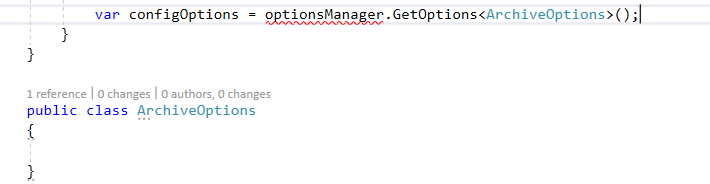 var configOptions = optionsManager.GetOptions<ArchiveOptions>();
}
}
1 reference | 0 changes | 0 authors, 0 changes
public class ArchiveOptions
{
}